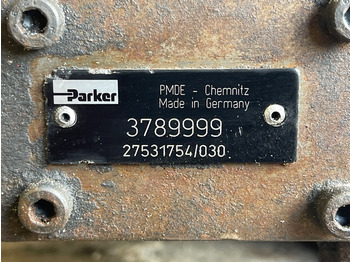 Parker
PMDE - Chemnitz
Made in Germany
3789999
27531754/030